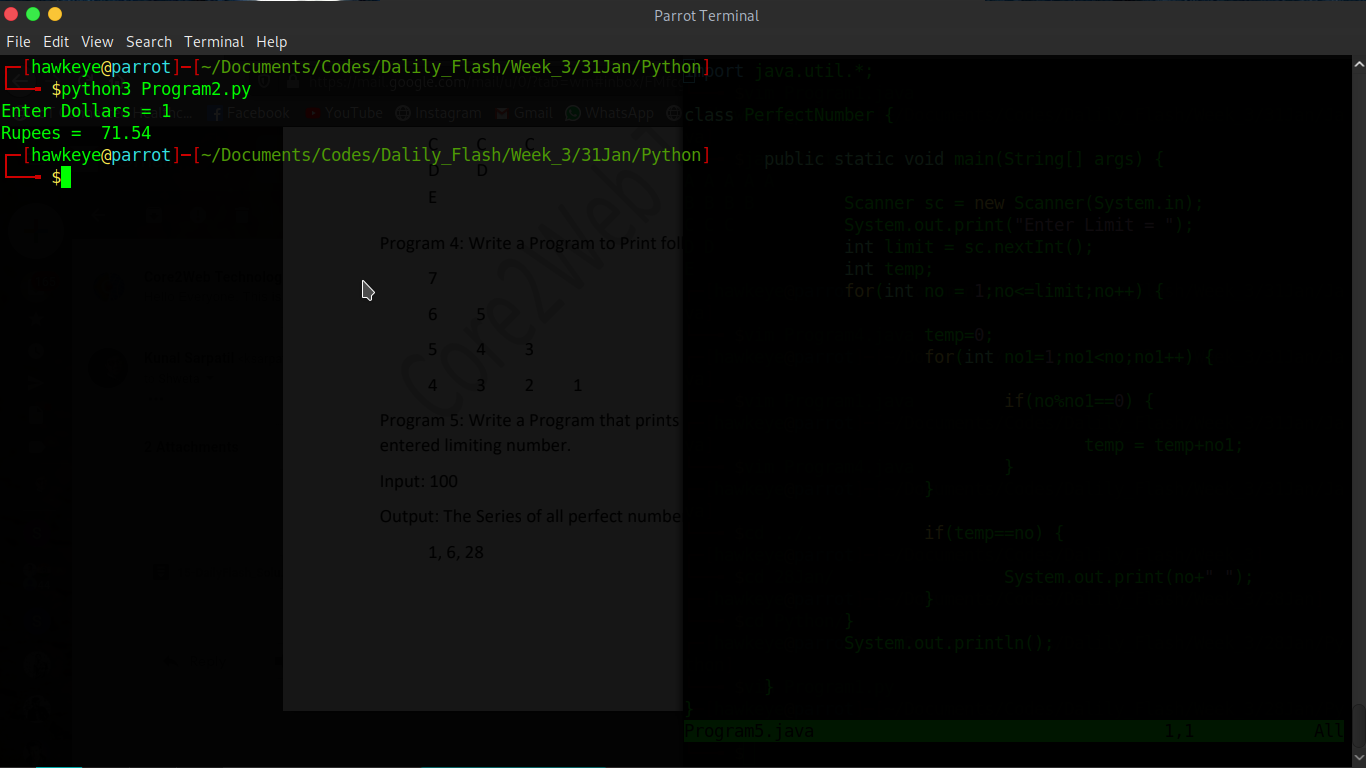 Parrot Terminal
File Edit View Search Terminal Help
┌─[hawkeye@parrot]─[~/Documents/Codes/Dalily_Flash/Week_3/31Jan/Python]
└──╼ $python3 Program2.py
Enter Dollars = 1
Rupees =  71.54
┌─[hawkeye@parrot]─[~/Documents/Codes/Dalily_Flash/Week_3/31Jan/Python]
└──╼ $
google.com
Facebook YouTube Instagram Gmail WhatsApp
C C C
D D
E
Program 4: Write a Program to Print
7
6 5
5 4 3
4 3 2 1
Program 5: Write a Program that prints
entered limiting number.
Input: 100
Output: The Series of all perfect
1, 6, 28
Core2Web
java.util.*;
class PerfectNumber {
public static void main(String[] args) {
Scanner sc = new Scanner(System.in);
System.out.print("Enter Limit = ");
int limit = sc.nextInt();
int temp;
for(int no = 1;no<=limit;no++) {
temp=0;
for(int no1=1;no1<no;no1++) {
if(no%no1==0) {
temp = temp+no1;
}
}
if(temp==no) {
System.out.print(no+" ");
}
}
System.out.println();
}
}
Program5.java 1,1 All